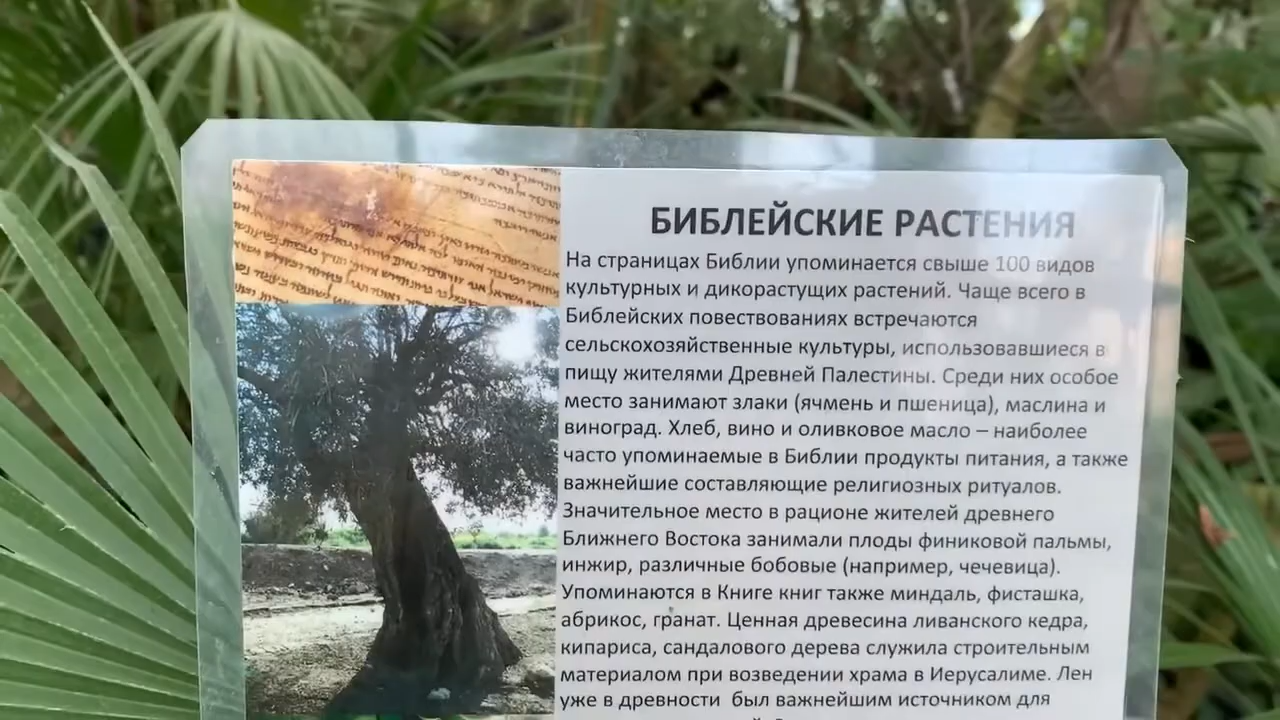 БИБЛЕЙСКИЕ РАСТЕНИЯ
На страницах Библии упоминается свыше 100 видов
культурных и дикорастущих растений. Чаще всего в
Библейских повествованиях встречаются
сельскохозяйственные культуры, использовавшиеся в
пищу жителями Древней Палестины. Среди них особое
место занимают злаки (ячмень и пшеница), маслина и
виноград. Хлеб, вино и оливковое масло – наиболее
часто упоминаемые в Библии продукты питания, а также
важнейшие составляющие религиозных ритуалов.
Значительное место в рационе жителей древнего
Ближнего Востока занимали плоды финиковой пальмы,
инжир, различные бобовые (например, чечевица).
Упоминаются в Книге книг также миндаль, фисташка,
абрикос, гранат. Ценная древесина ливанского кедра,
кипариса, сандалового дерева служила строительным
материалом при возведении храма в Иерусалиме. Лен
уже в древности был важнейшим источником для